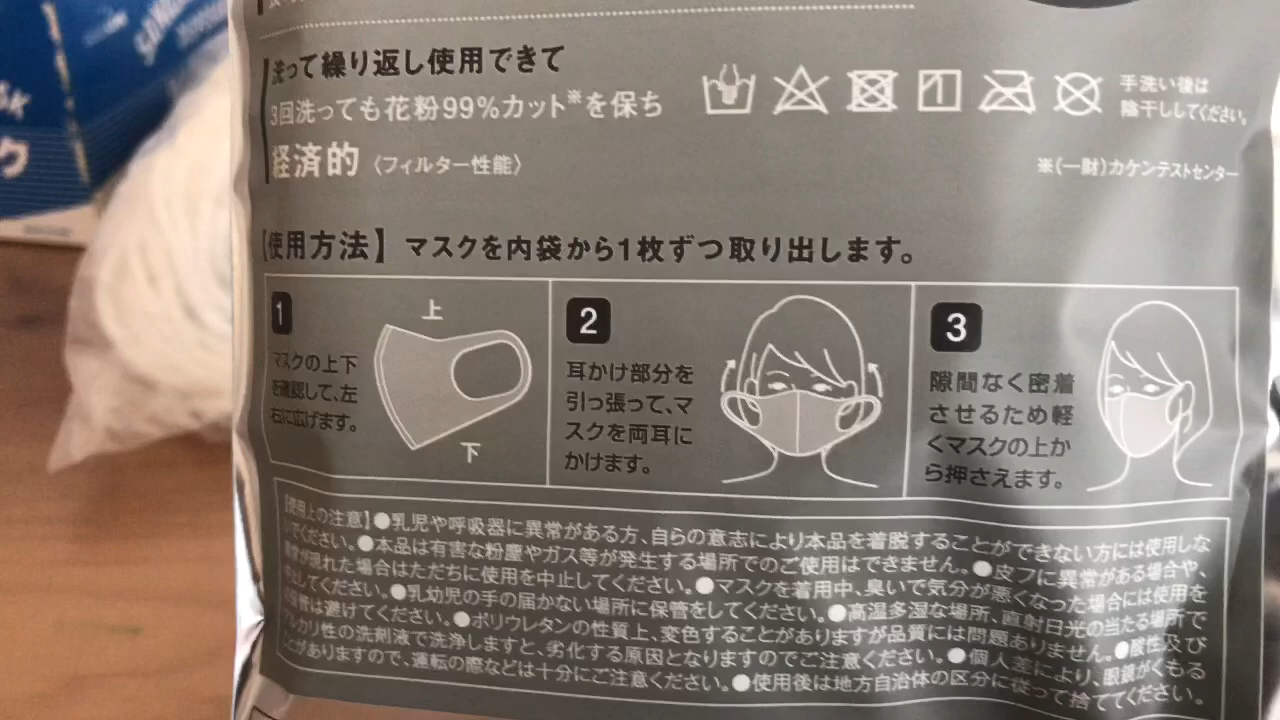 洗って繰り返し使用できて
3回洗っても花粉99%カット※を保ち
経済的〈フィルター性能〉
手洗い後は
陰干ししてください。
※(一財)カケンテストセンター
【使用方法】マスクを内袋から1枚ずつ取り出します。
1
マスクの上下
を確認して、左
右に広げます。
上
下
2
耳かけ部分を
引っ張って、マ
スクを両耳に
かけます。
3
隙間なく密着
させるため軽
くマスクの上か
ら押さえます。
【使用上の注意】●乳児や呼吸器に異常がある方、自らの意志により本品を着脱することができない方には使用しな
いでください。●本品は有害な粉塵やガス等が発生する場所でのご使用はできません。●皮フに異常がある場合や、
異常が現れた場合はただちに使用を中止してください。●マスクを着用中、臭いで気分が悪くなった場合には使用を
中止してください。●乳幼児の手の届かない場所に保管をしてください。●高温多湿な場所、直射日光の当たる場所で
の保管は避けてください。●ポリウレタンの性質上、変色することがありますが品質には問題ありません。●酸性及び
アルカリ性の洗剤液で洗浄しますと、劣化する原因となりますのでご注意ください。●個人差により、眼鏡がくもる
ことがありますので、運転の際などは十分にご注意ください。●使用後は地方自治体の区分に従って捨ててください。